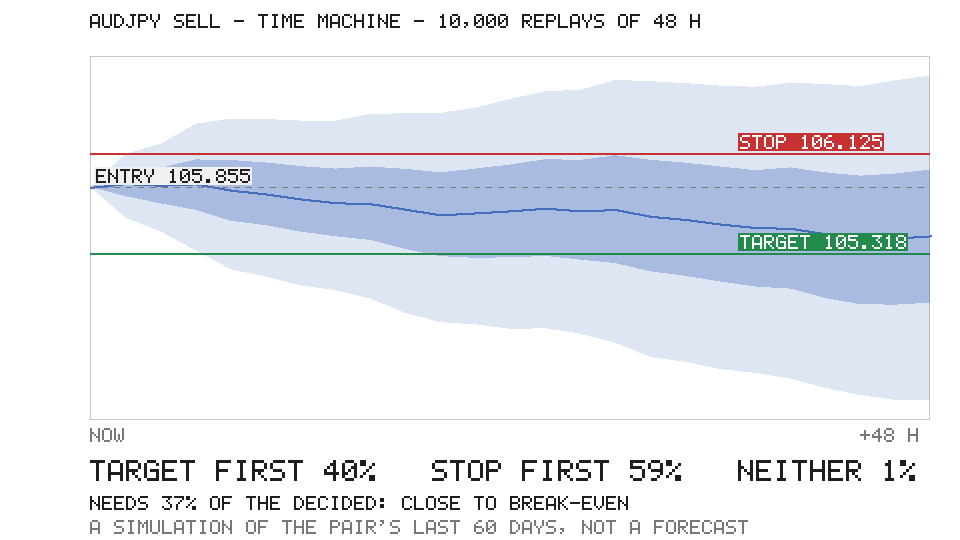 AUDJPY SELL - TIME MACHINE - 10,000 REPLAYS OF 48 H
STOP 106.125
ENTRY 105.855
TARGET 105.318
NOW +48 H
TARGET FIRST 40% STOP FIRST 59% NEITHER 1%
NEEDS 37% OF THE DECIDED: CLOSE TO BREAK-EVEN
A SIMULATION OF THE PAIR'S LAST 60 DAYS, NOT A FORECAST